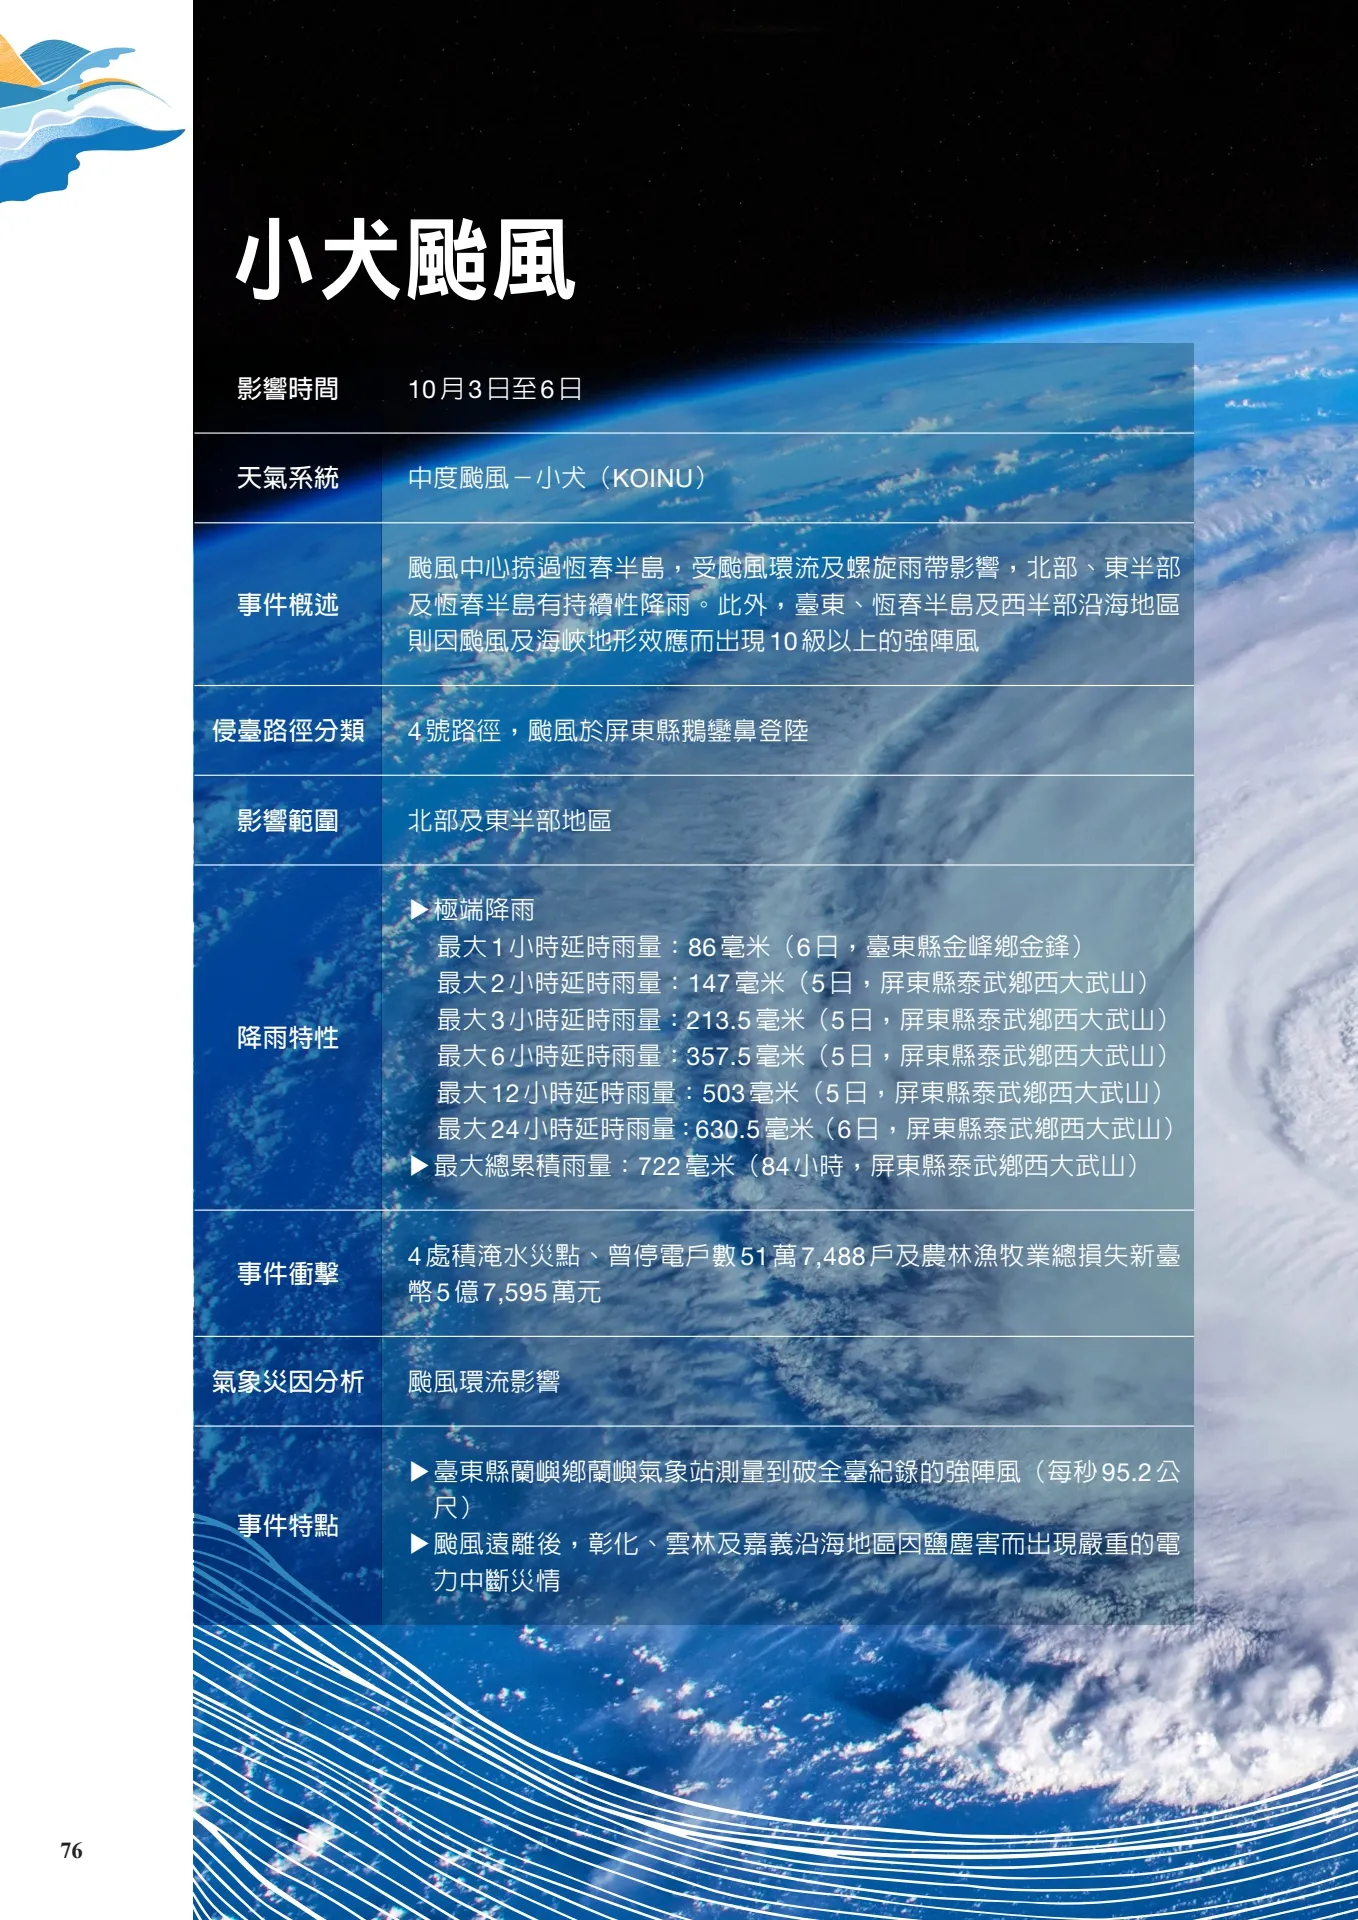 小犬颱風
影響時間
10月3日至6日
天氣系統
中度颱風－小犬（KOINU）
事件概述
颱風中心掠過恆春半島，受颱風環流及螺旋雨帶影響，北部、東半部
及恆春半島有持續性降雨。此外，臺東、恆春半島及西半部沿海地區
則因颱風及海峽地形效應而出現10級以上的強陣風
侵臺路徑分類
4號路徑，颱風於屏東縣鵝鑾鼻登陸
影響範圍
北部及東半部地區
降雨特性
▶極端降雨
最大1小時延時雨量：86毫米（6日，臺東縣金峰鄉金鋒）
最大2小時延時雨量：147毫米（5日，屏東縣泰武鄉西大武山）
最大3小時延時雨量：213.5毫米（5日，屏東縣泰武鄉西大武山）
最大6小時延時雨量：357.5毫米（5日，屏東縣泰武鄉西大武山）
最大12小時延時雨量：503毫米（5日，屏東縣泰武鄉西大武山）
最大24小時延時雨量：630.5毫米（6日，屏東縣泰武鄉西大武山）
▶最大總累積雨量：722毫米（84小時，屏東縣泰武鄉西大武山）
事件衝擊
4處積淹水災點、曾停電戶數51萬7,488戶及農林漁牧業總損失新臺
幣5億7,595萬元
氣象災因分析
颱風環流影響
事件特點
▶臺東縣蘭嶼鄉蘭嶼氣象站測量到破全臺紀錄的強陣風（每秒95.2公
尺）
▶颱風遠離後，彰化、雲林及嘉義沿海地區因鹽塵害而出現嚴重的電
力中斷災情
76